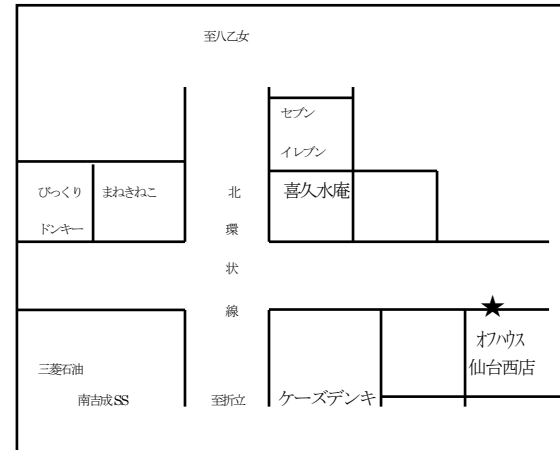 至八乙女
セブン
イレブン
びっくり
ドンキー
まねきねこ
喜久水庵
北
環
状
線
オフハウス
仙台西店
三菱石油
南吉成SS
至折立
ケーズデンキ